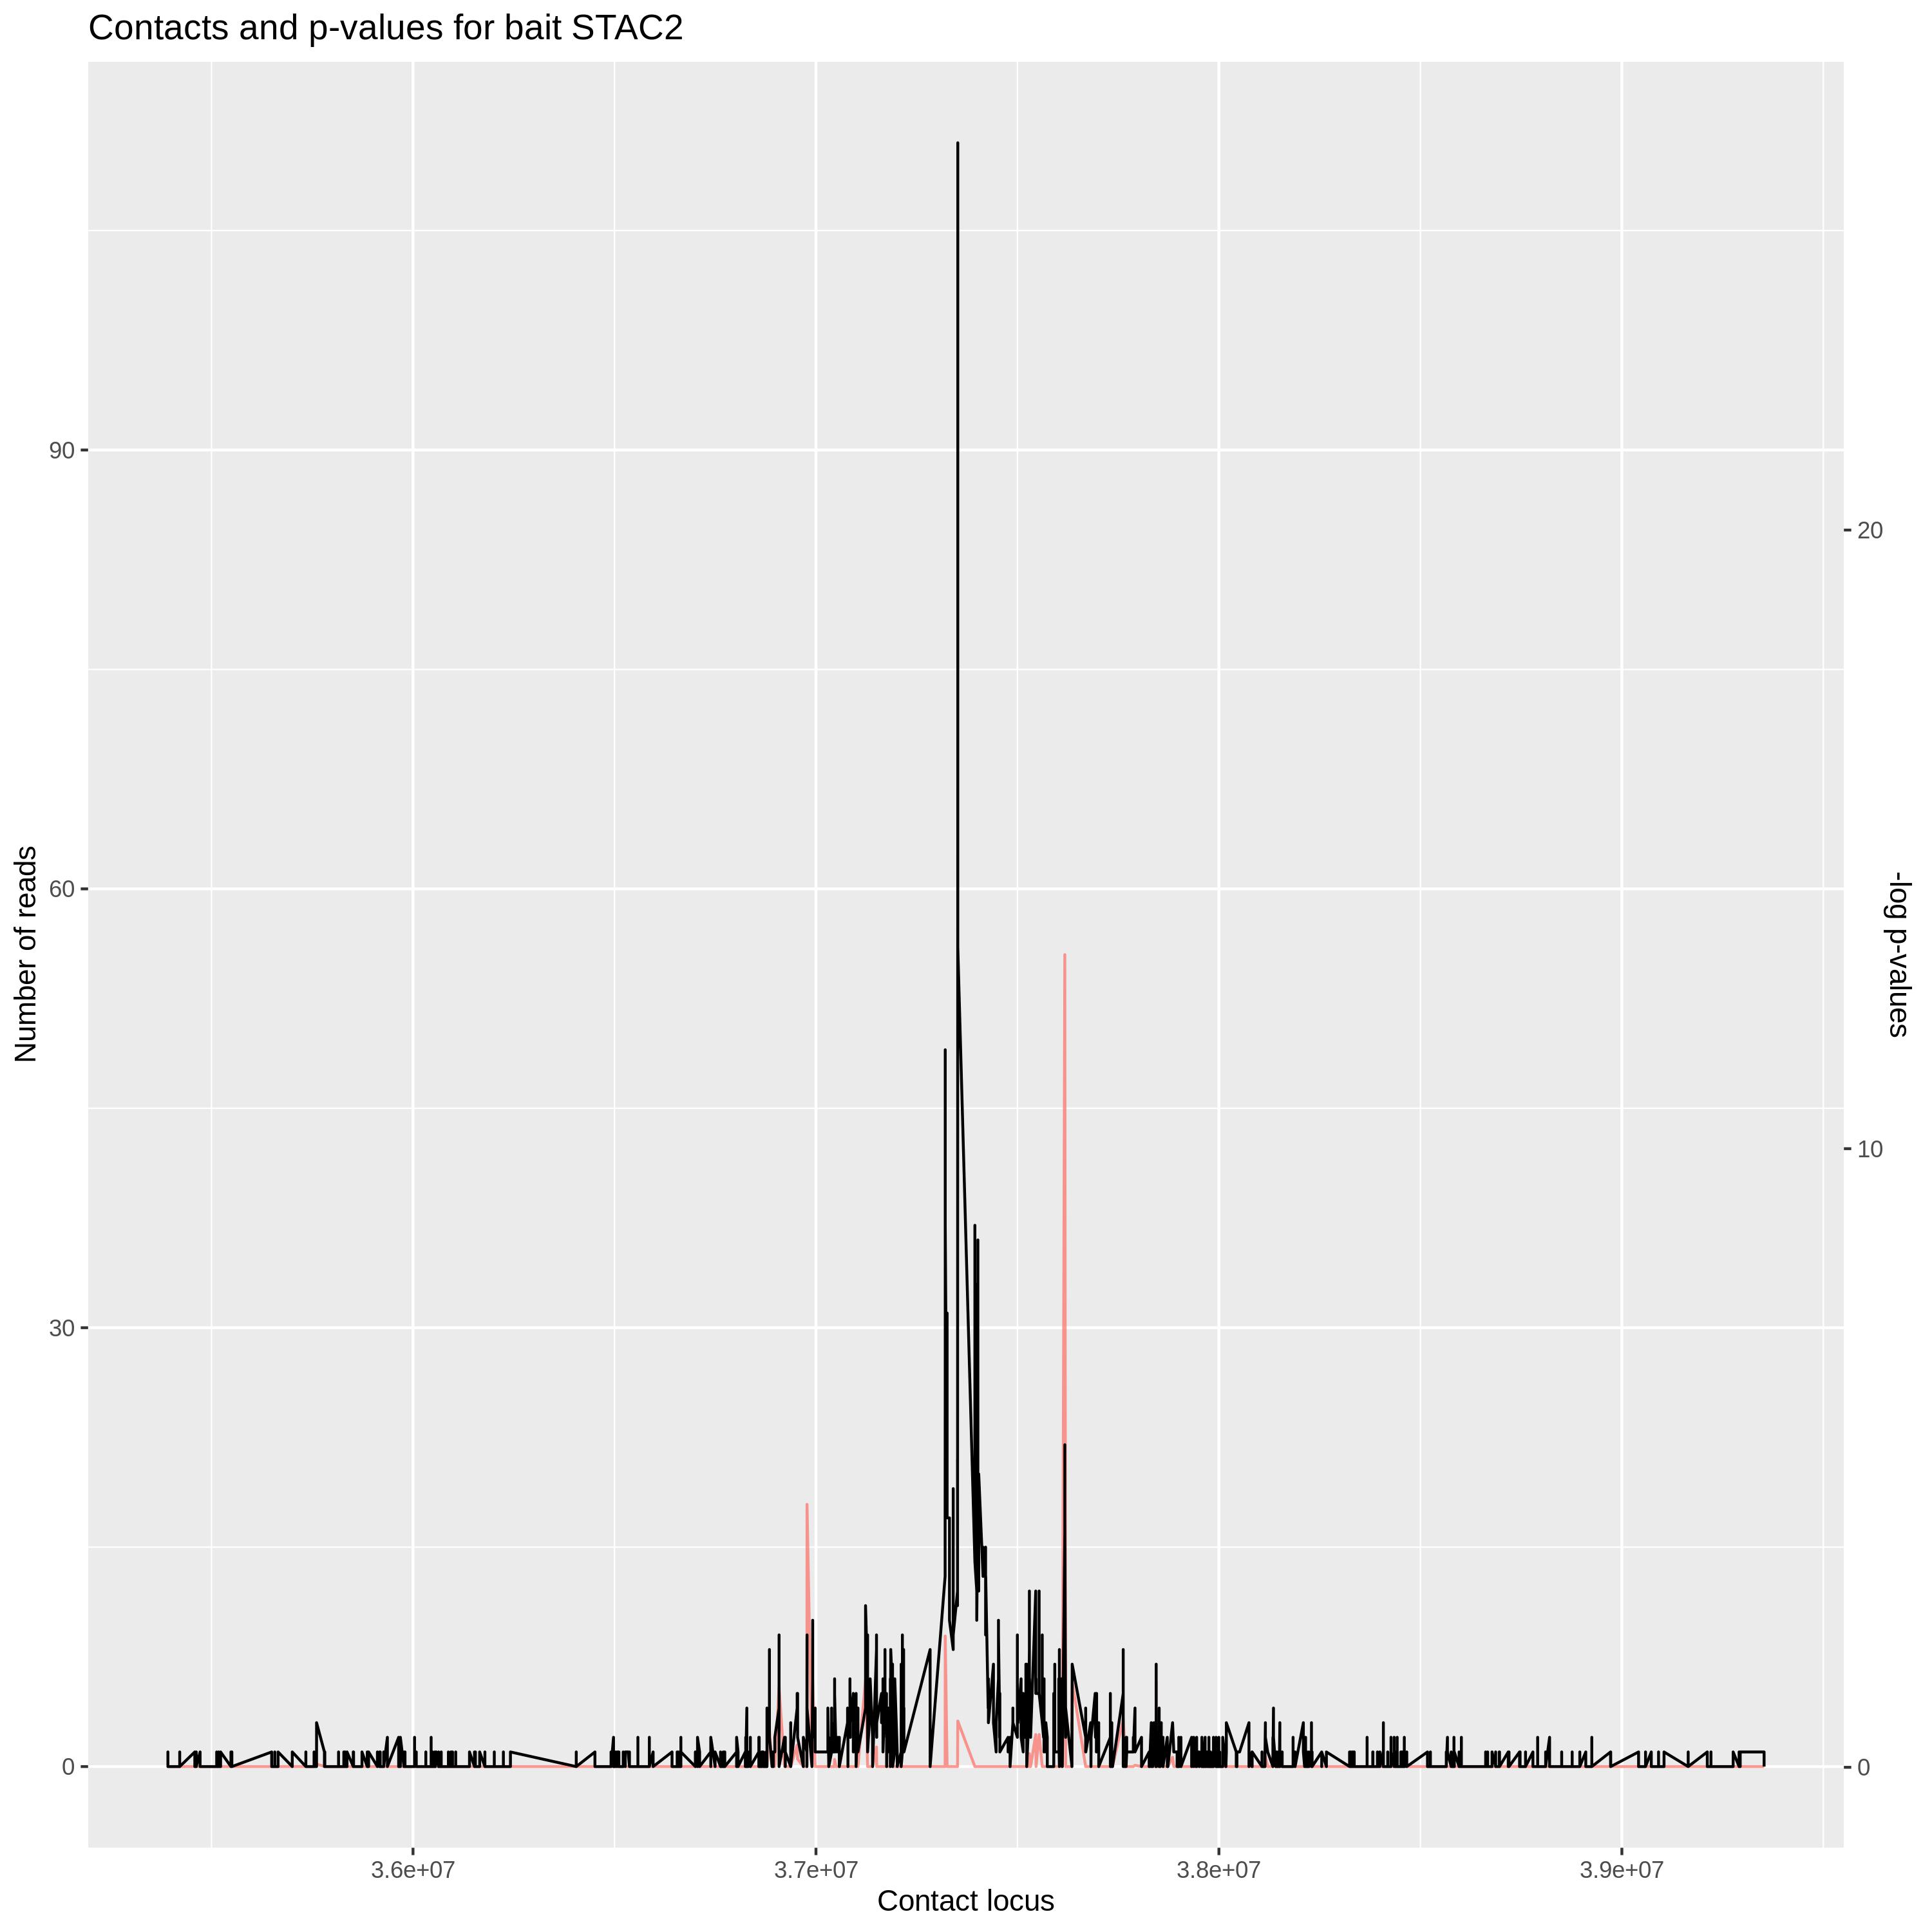 Contacts and p-values for bait STAC2
Number of reads
90
60
30
0
20
10
0
-log p-values
3.6e+07 3.7e+07 3.8e+07 3.9e+07
Contact locus